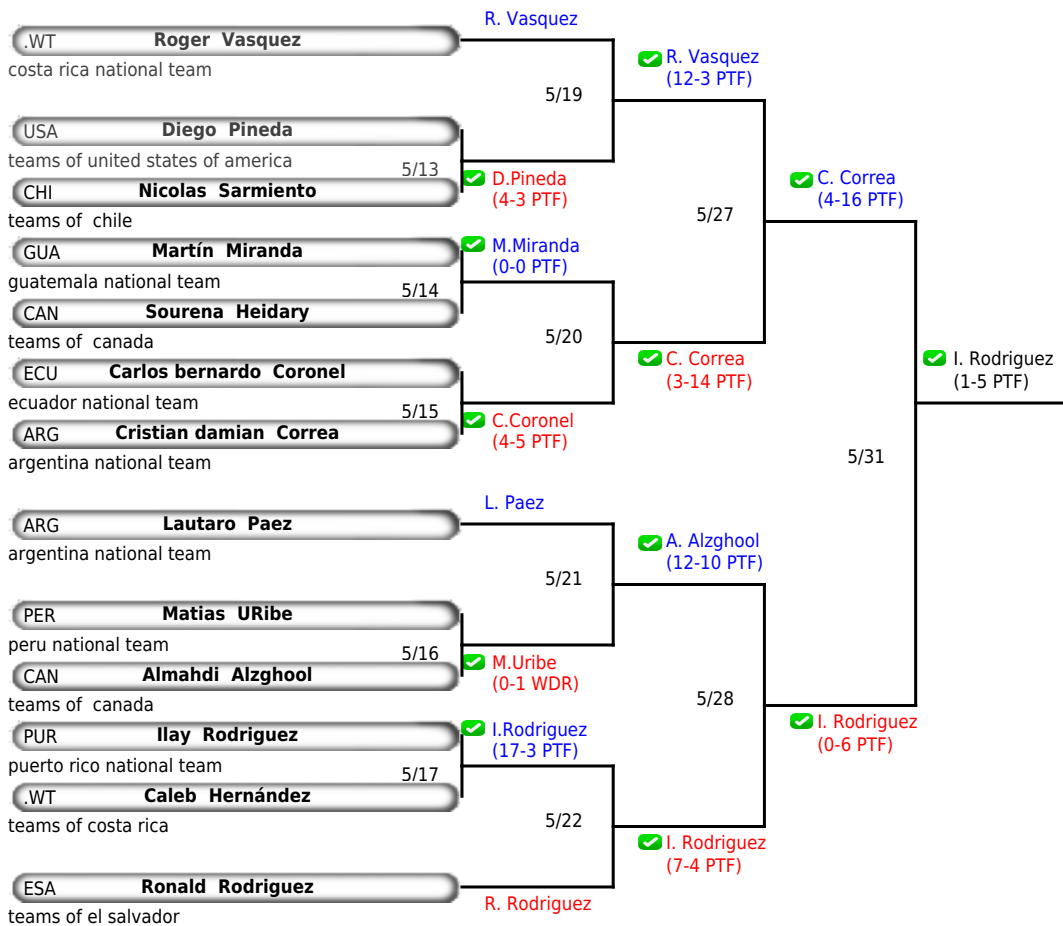 R. Vasquez
.WT Roger Vasquez
costa rica national team
R. Vasquez
(12-3 PTF)
5/19
USA Diego Pineda
teams of united states of america
5/13
D.Pineda
(4-3 PTF)
CHI Nicolas Sarmiento
teams of chile
C. Correa
(4-16 PTF)
5/27
GUA Martín Miranda
guatemala national team
M.Miranda
(0-0 PTF)
5/14
CAN Sourena Heidary
teams of canada
5/20
ECU Carlos bernardo Coronel
ecuador national team
C. Correa
(3-14 PTF)
I. Rodriguez
(1-5 PTF)
5/15
C.Coronel
(4-5 PTF)
ARG Cristian damian Correa
argentina national team
5/31
L. Paez
ARG Lautaro Paez
argentina national team
A. Alzghool
(12-10 PTF)
5/21
PER Matias URibe
peru national team
5/16
M.Uribe
(0-1 WDR)
CAN Almahdi Alzghool
teams of canada
5/28
PUR Ilay Rodriguez
puerto rico national team
I.Rodriguez
(17-3 PTF)
I. Rodriguez
(0-6 PTF)
5/17
.WT Caleb Hernández
teams of costa rica
5/22
I. Rodriguez
(7-4 PTF)
ESA Ronald Rodriguez
teams of el salvador
R. Rodriguez